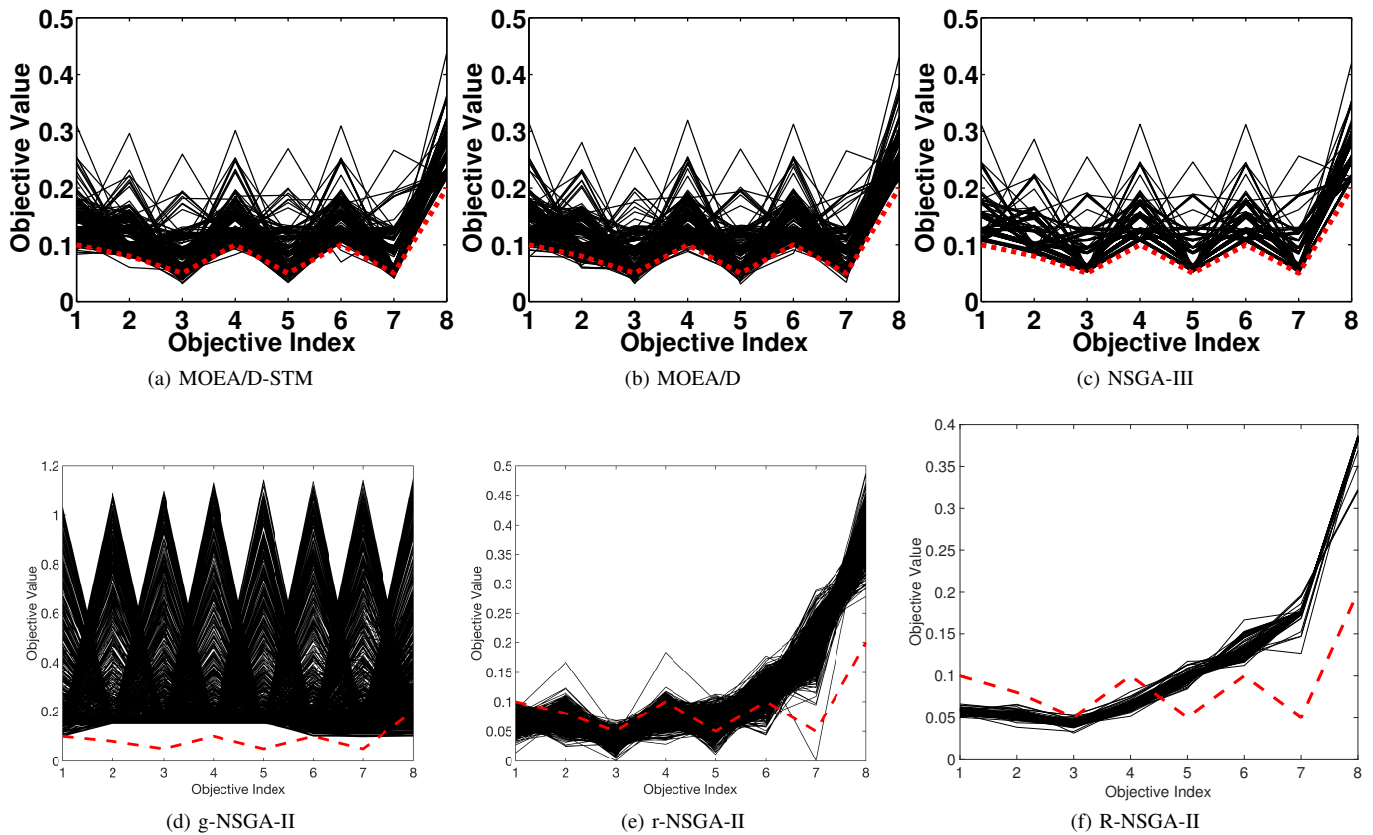 0.5
0.4
0.3
0.2
0.1
0
1 2 3 4 5 6 7 8
Objective Value
Objective Index
(a) MOEA/D-STM
0.5
0.4
0.3
0.2
0.1
0
1 2 3 4 5 6 7 8
Objective Value
Objective Index
(b) MOEA/D
0.5
0.4
0.3
0.2
0.1
0
1 2 3 4 5 6 7 8
Objective Value
Objective Index
(c) NSGA-III
1.2
1
0.8
0.6
0.4
0.2
0
1 2 3 4 5 6 7 8
Objective Value
Objective Index
(d) g-NSGA-II
0.5
0.45
0.4
0.35
0.3
0.25
0.2
0.15
0.1
0.05
0
1 2 3 4 5 6 7 8
Objective Value
Objective Index
(e) r-NSGA-II
0.4
0.35
0.3
0.25
0.2
0.15
0.1
0.05
0
1 2 3 4 5 6 7 8
Objective Value
Objective Index
(f) R-NSGA-II